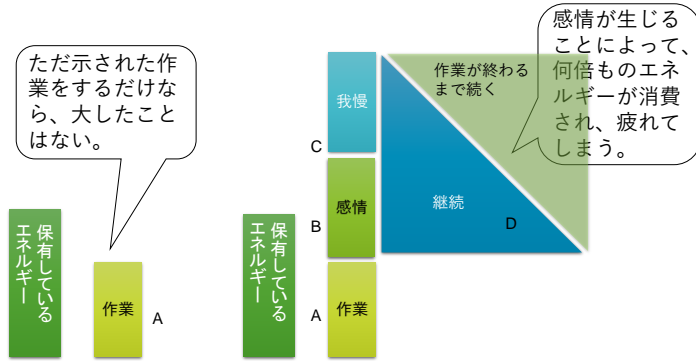 ただ示された作
業をするだけな
ら、大したこと
はない。
保有している
エネルギー
作業
A
感情が生じる
ことによって、
何倍ものエネ
ルギーが消費
され、疲れて
しまう。
作業が終わる
まで続く
我慢
C
感情
B
継続
D
保有している
エネルギー
作業
A